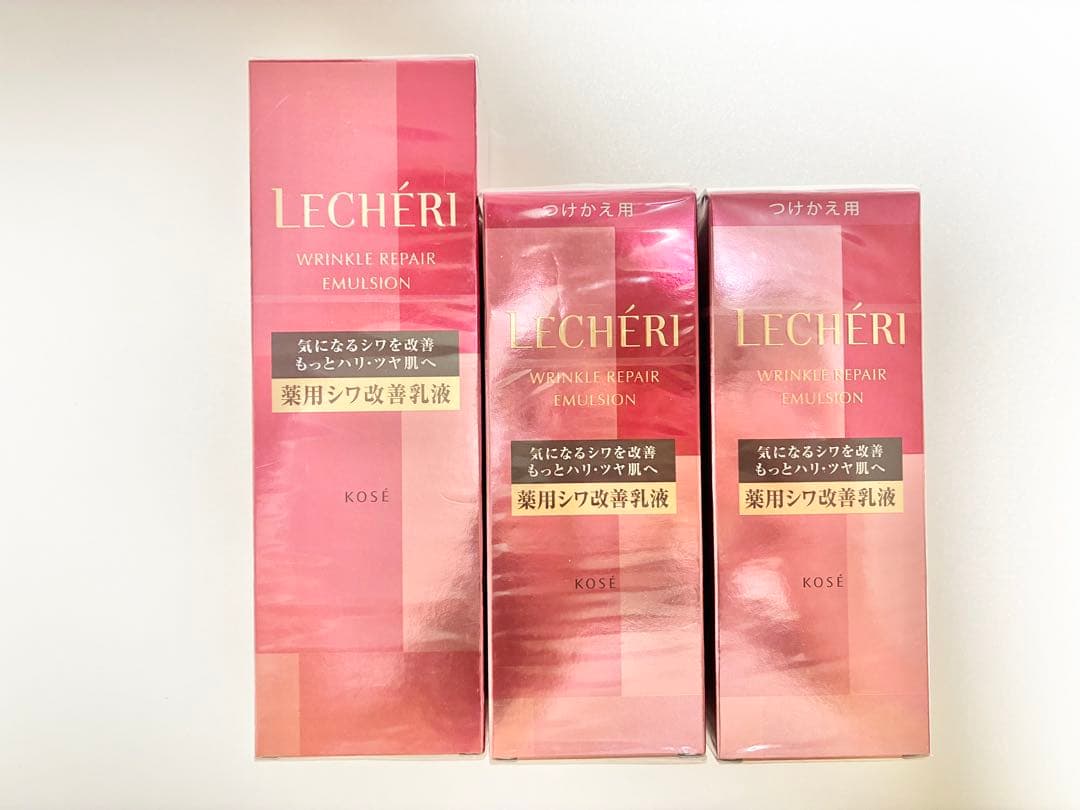 LECHÉRI
WRINKLE REPAIR
EMULSION
気になるシワを改善
もっとハリ・ツヤ肌へ
薬用シワ改善乳液
KOSÉ
つけかえ用
LECHÉRI
WRINKLE REPAIR
EMULSION
気になるシワを改善
もっとハリ・ツヤ肌へ
薬用シワ改善乳液
KOSÉ
つけかえ用
LECHÉRI
WRINKLE REPAIR
EMULSION
気になるシワを改善
もっとハリ・ツヤ肌へ
薬用シワ改善乳液
KOSÉ